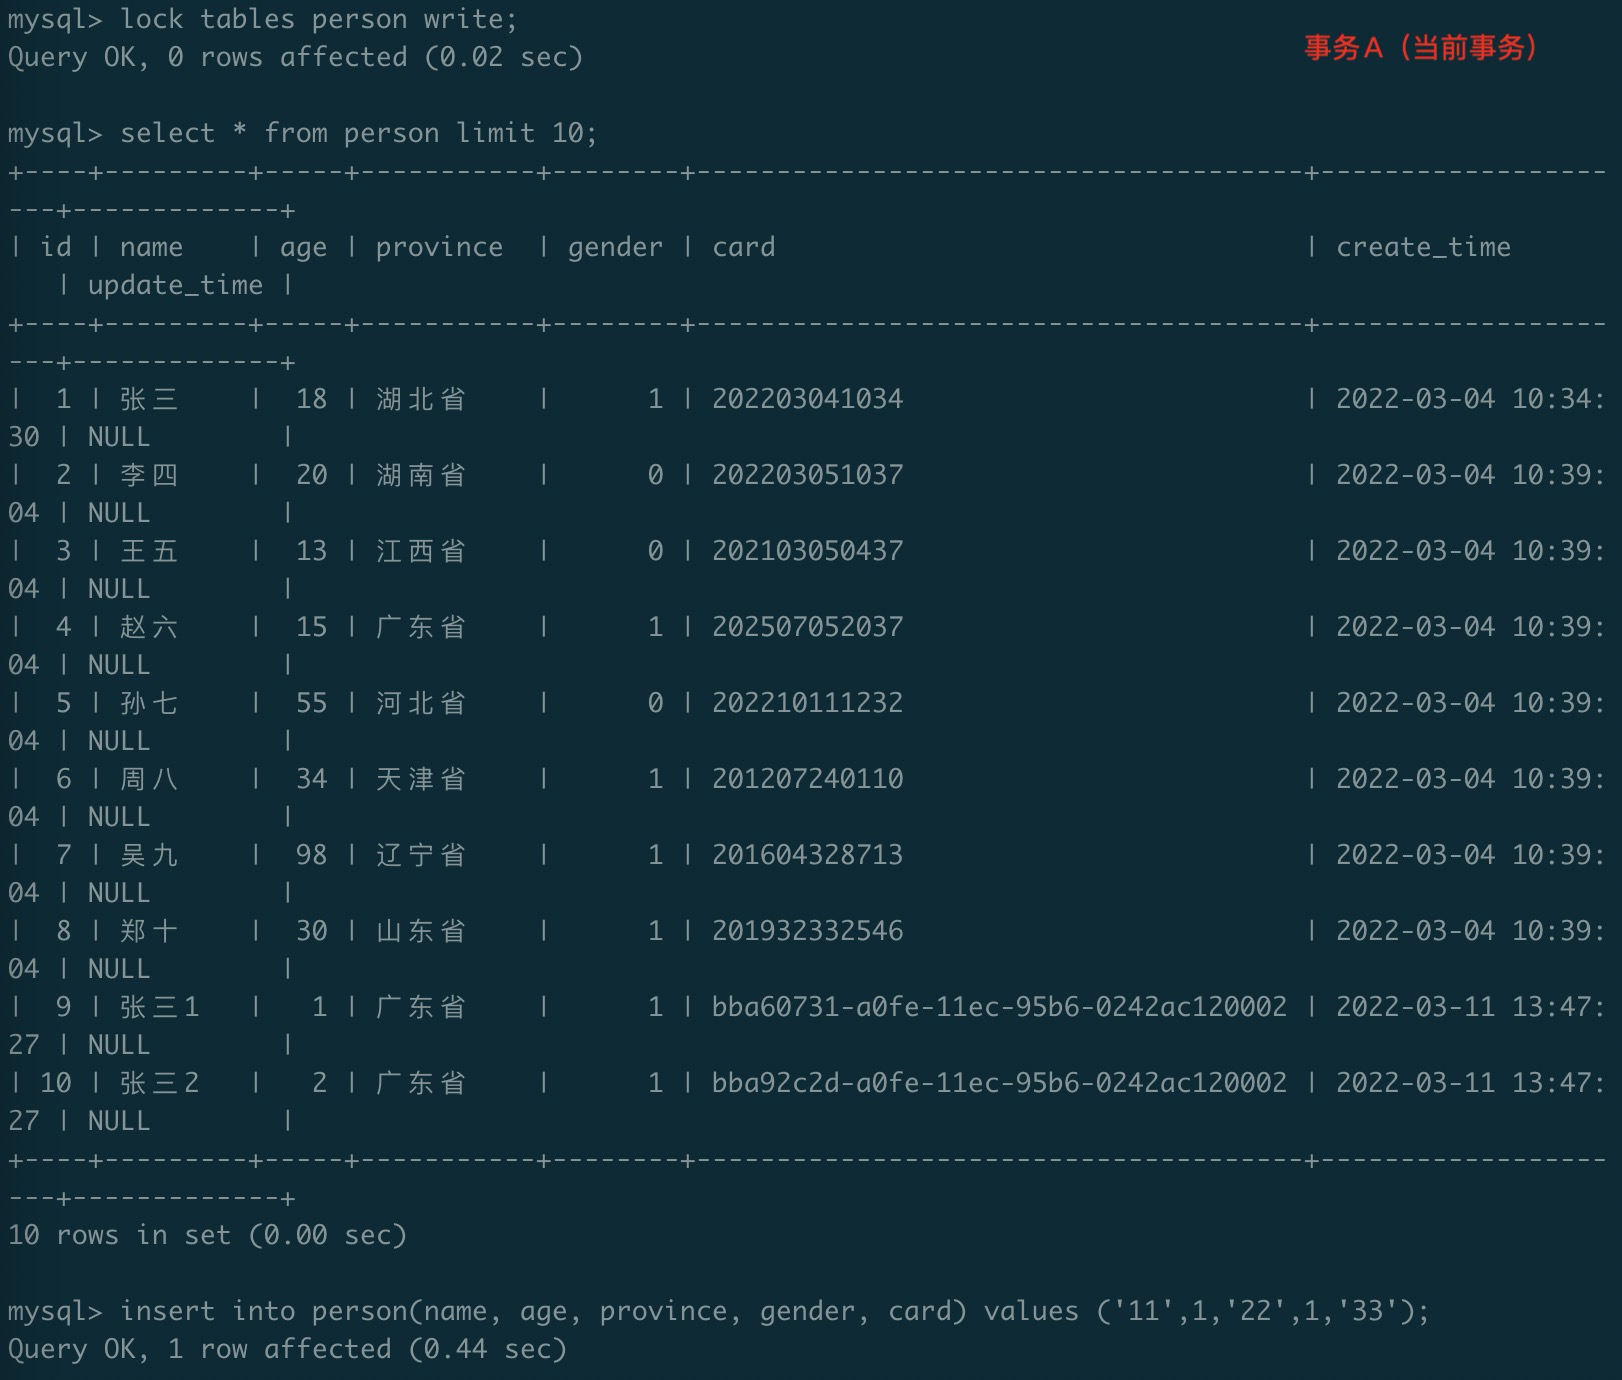 mysql> lock tables person write;
Query OK, 0 rows affected (0.02 sec)
事务A（当前事务）
mysql> select * from person limit 10;
+----+---------+-----+-----------+--------+--------------------------------------+------------------
---+-------------+
| id | name    | age | province  | gender | card                                 | create_time
   | update_time |
+----+---------+-----+-----------+--------+--------------------------------------+------------------
---+-------------+
|  1 | 张三    |  18 | 湖北省    |      1 | 202203041034                         | 2022-03-04 10:34:
30 | NULL        |
|  2 | 李四    |  20 | 湖南省    |      0 | 202203051037                         | 2022-03-04 10:39:
04 | NULL        |
|  3 | 王五    |  13 | 江西省    |      0 | 202103050437                         | 2022-03-04 10:39:
04 | NULL        |
|  4 | 赵六    |  15 | 广东省    |      1 | 202507052037                         | 2022-03-04 10:39:
04 | NULL        |
|  5 | 孙七    |  55 | 河北省    |      0 | 202210111232                         | 2022-03-04 10:39:
04 | NULL        |
|  6 | 周八    |  34 | 天津省    |      1 | 201207240110                         | 2022-03-04 10:39:
04 | NULL        |
|  7 | 吴九    |  98 | 辽宁省    |      1 | 201604328713                         | 2022-03-04 10:39:
04 | NULL        |
|  8 | 郑十    |  30 | 山东省    |      1 | 201932332546                         | 2022-03-04 10:39:
04 | NULL        |
|  9 | 张三1   |   1 | 广东省    |      1 | bba60731-a0fe-11ec-95b6-0242ac120002 | 2022-03-11 13:47:
27 | NULL        |
| 10 | 张三2   |   2 | 广东省    |      1 | bba92c2d-a0fe-11ec-95b6-0242ac120002 | 2022-03-11 13:47:
27 | NULL        |
+----+---------+-----+-----------+--------+--------------------------------------+------------------
---+-------------+
10 rows in set (0.00 sec)
mysql> insert into person(name, age, province, gender, card) values ('11',1,'22',1,'33');
Query OK, 1 row affected (0.44 sec)